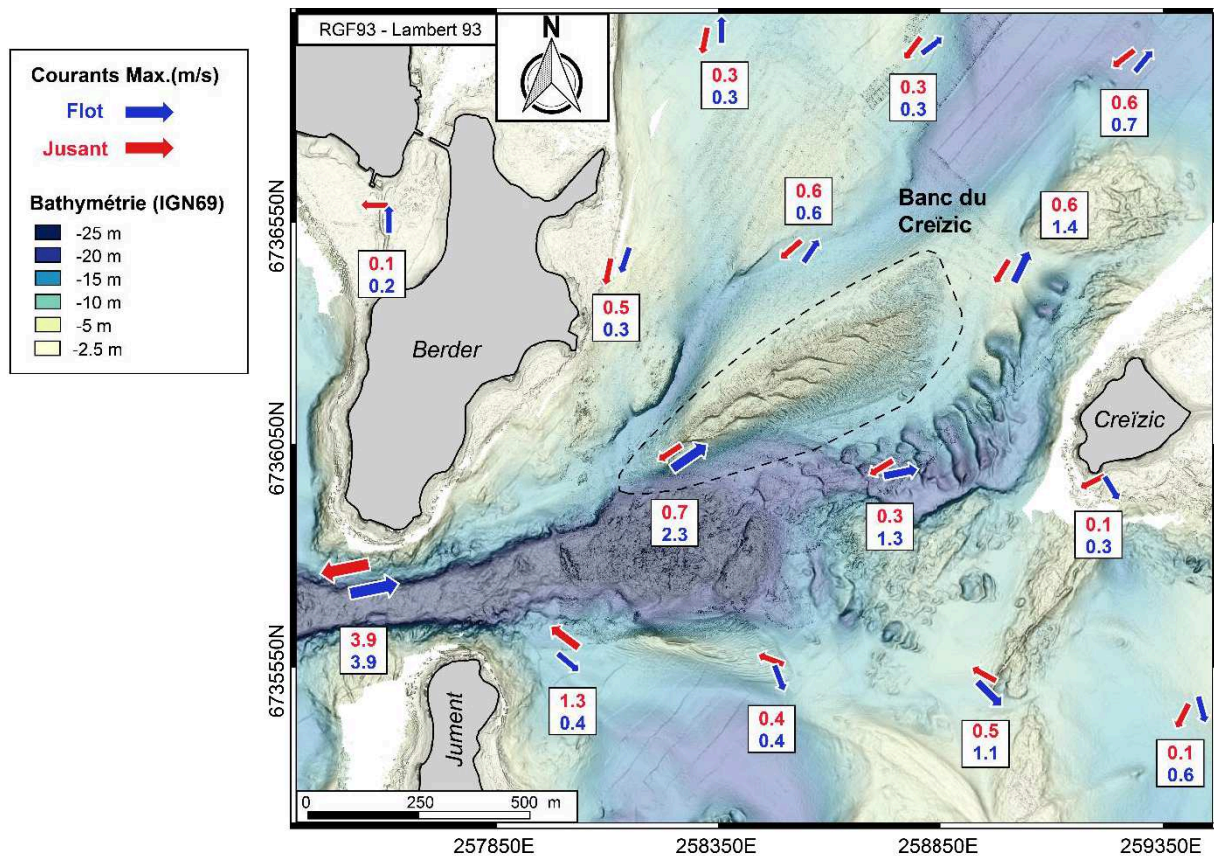 Courants Max.(m/s)
Flot
Jusant
Bathymétrie (IGN69)
-25 m
-20 m
-15 m
-10 m
-5 m
-2.5 m
RGF93 - Lambert 93
N
0.3
0.3
0.3
0.3
0.6
0.7
0.6
0.6
Banc du
Creïzic
0.6
1.4
0.1
0.2
0.5
0.3
Berder
Creïzic
0.7
2.3
0.3
1.3
0.1
0.3
3.9
3.9
1.3
0.4
0.4
0.4
0.5
1.1
0.1
0.6
Jument
0 250 500 m
6736550N
6736050N
6735550N
257850E 258350E 258850E 259350E